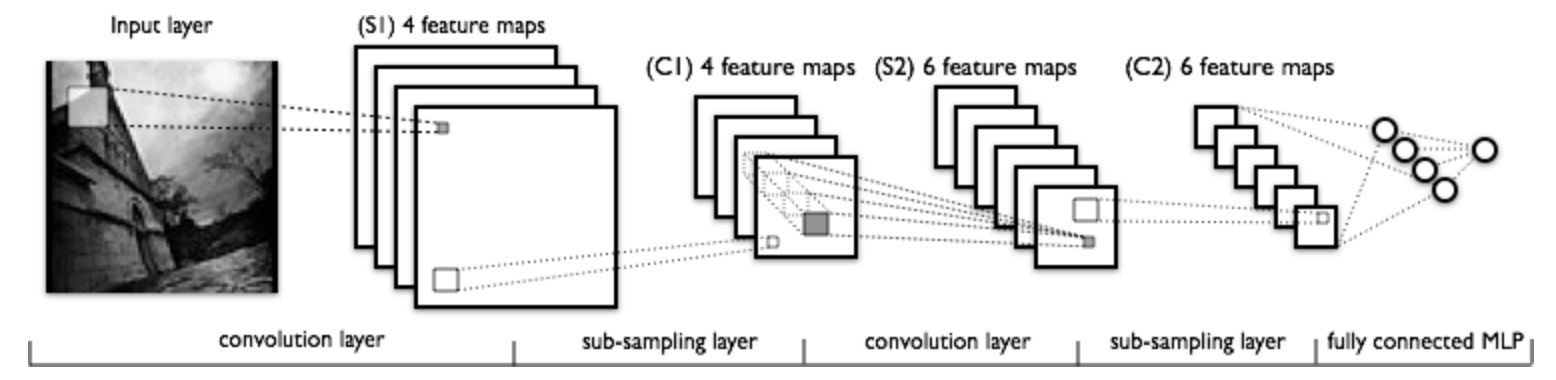 Input layer
(S1) 4 feature maps
(C1) 4 feature maps
(S2) 6 feature maps
(C2) 6 feature maps
convolution layer
sub-sampling layer
convolution layer
sub-sampling layer
fully connected MLP